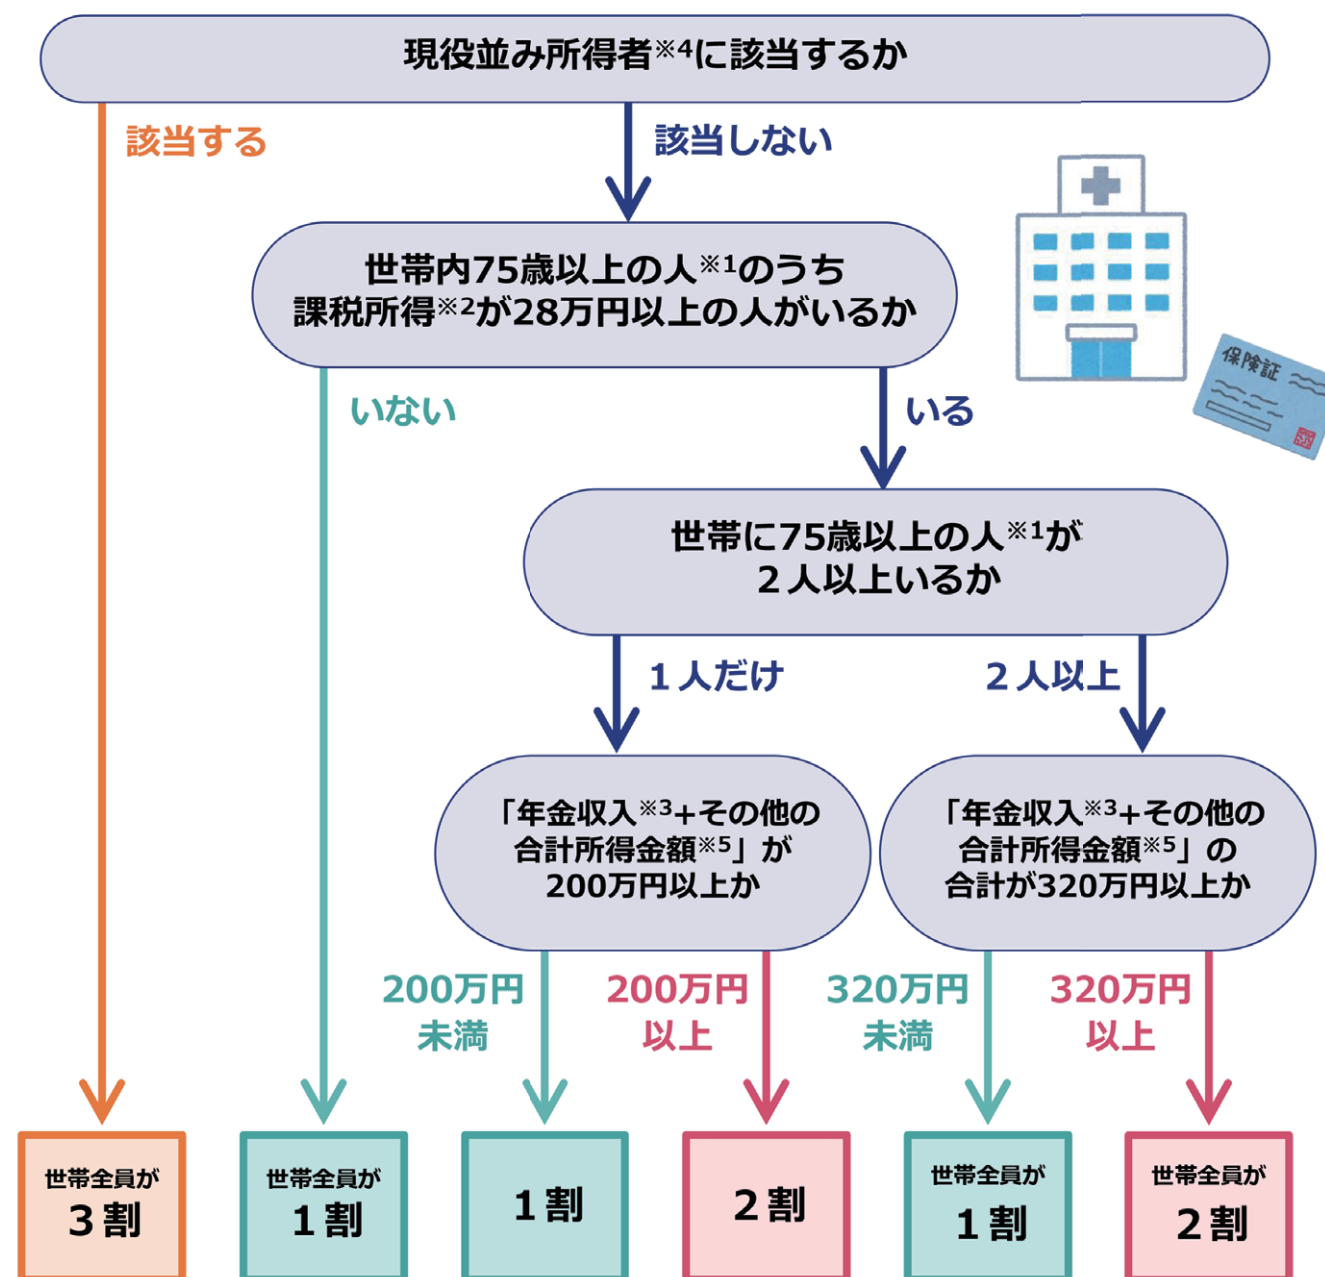 現役並み所得者※4に該当するか
該当する
該当しない
世帯内75歳以上の人※1のうち
課税所得※2が28万円以上の人がいるか
保険証
いない
いる
世帯に75歳以上の人※1が
２人以上いるか
１人だけ
２人以上
「年金収入※3+その他の
合計所得金額※5」が
200万円以上か
「年金収入※3+その他の
合計所得金額※5」の
合計が320万円以上か
200万円
未満
200万円
以上
320万円
未満
320万円
以上
世帯全員が
３割
世帯全員が
１割
１割
２割
世帯全員が
１割
世帯全員が
２割